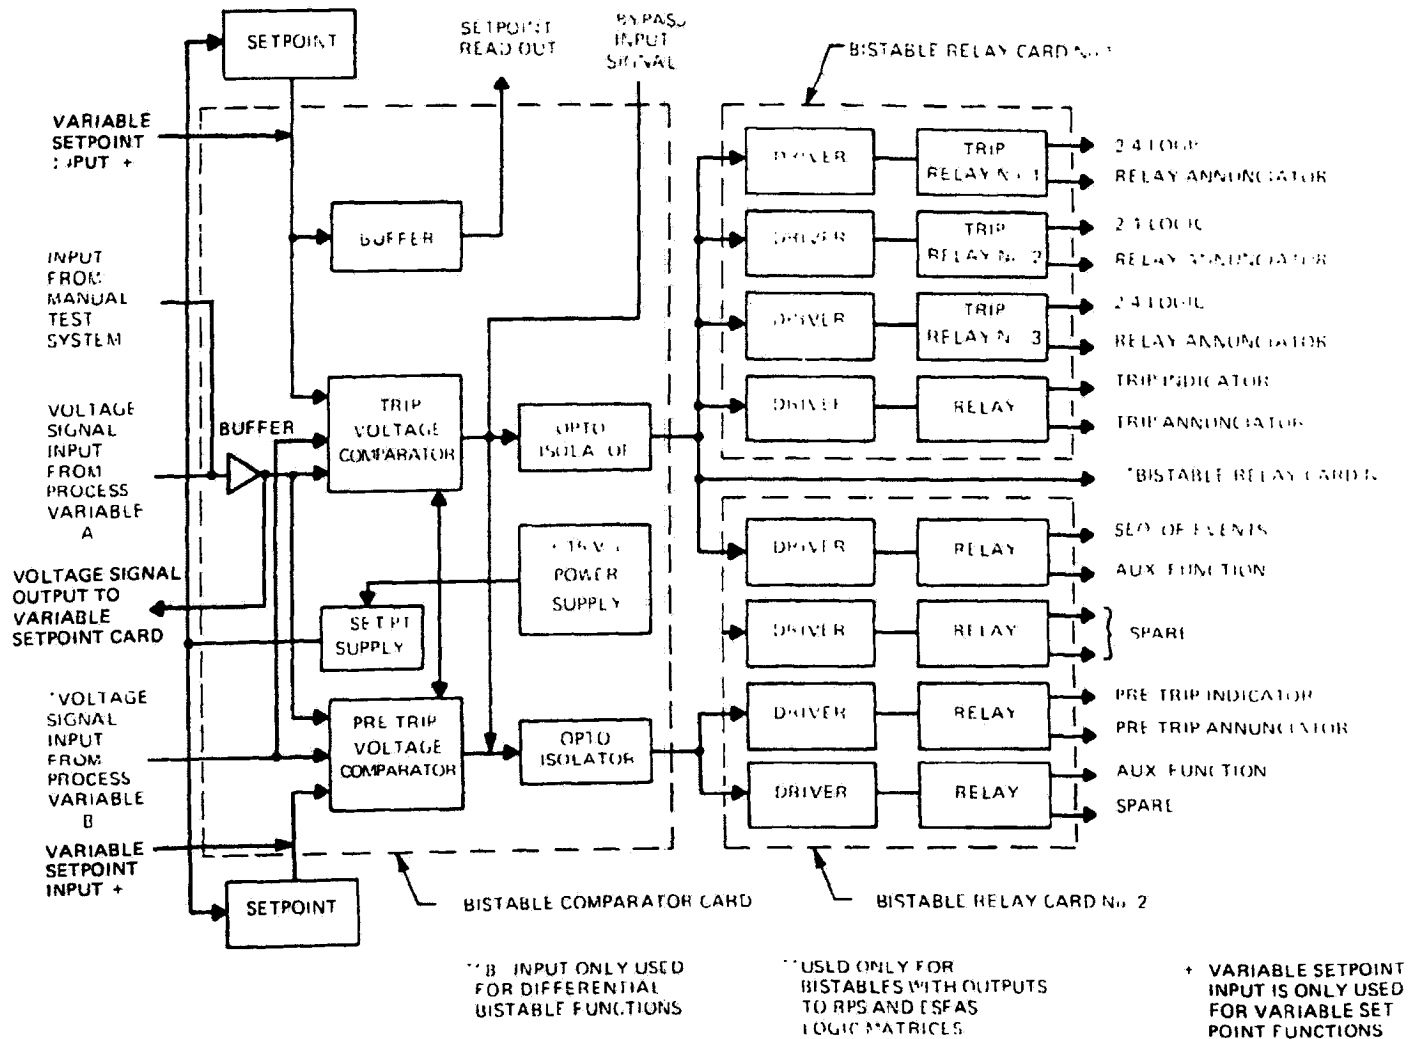 SETPOINT
SETPOINT
READ OUT
BYPASS
INPUT
SIGNAL
BISTABLE RELAY CARD No.
VARIABLE
SETPOINT
INPUT +
DRIVER
TRIP
RELAY No. 1
2/4 LOGIC
RELAY ANNUNCIATOR
BUFFER
DRIVER
TRIP
RELAY No. 2
2/4 LOGIC
RELAY ANNUNCIATOR
INPUT
FROM
MANUAL
TEST
SYSTEM
DRIVER
TRIP
RELAY No. 3
2/4 LOGIC
RELAY ANNUNCIATOR
VOLTAGE
SIGNAL
INPUT
FROM
PROCESS
VARIABLE
A
BUFFER
TRIP
VOLTAGE
COMPARATOR
OPTO
ISOLATOR
DRIVER
RELAY
TRIP INDICATOR
TRIP ANNUNCIATOR
BISTABLE RELAY CARD
VOLTAGE SIGNAL
OUTPUT TO
VARIABLE
SETPOINT CARD
POWER
SUPPLY
SET PT
SUPPLY
DRIVER
RELAY
SEQ. OF EVENTS
AUX. FUNCTION
DRIVER
RELAY
SPARE
*VOLTAGE
SIGNAL
INPUT
FROM
PROCESS
VARIABLE
B
PRE TRIP
VOLTAGE
COMPARATOR
OPTO
ISOLATOR
DRIVER
RELAY
PRE TRIP INDICATOR
PRE TRIP ANNUNCIATOR
DRIVER
RELAY
AUX. FUNCTION
SPARE
VARIABLE
SETPOINT
INPUT +
SETPOINT
BISTABLE COMPARATOR CARD
BISTABLE RELAY CARD No. 2
*"B" INPUT ONLY USED
FOR DIFFERENTIAL
BISTABLE FUNCTIONS
**USED ONLY FOR
BISTABLES WITH OUTPUTS
TO RPS AND ESFAS
LOGIC MATRICES
+ VARIABLE SETPOINT
INPUT IS ONLY USED
FOR VARIABLE SET
POINT FUNCTIONS